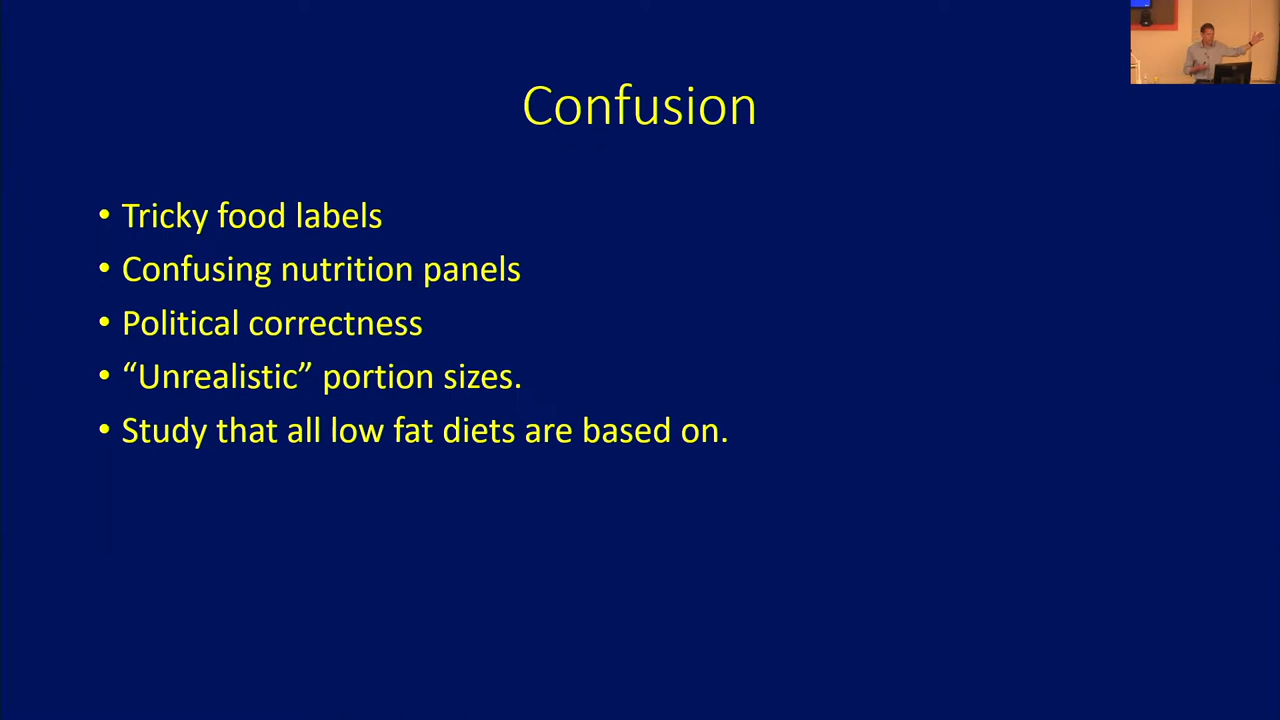 Confusion
• Tricky food labels
• Confusing nutrition panels
• Political correctness
• “Unrealistic” portion sizes.
• Study that all low fat diets are based on.